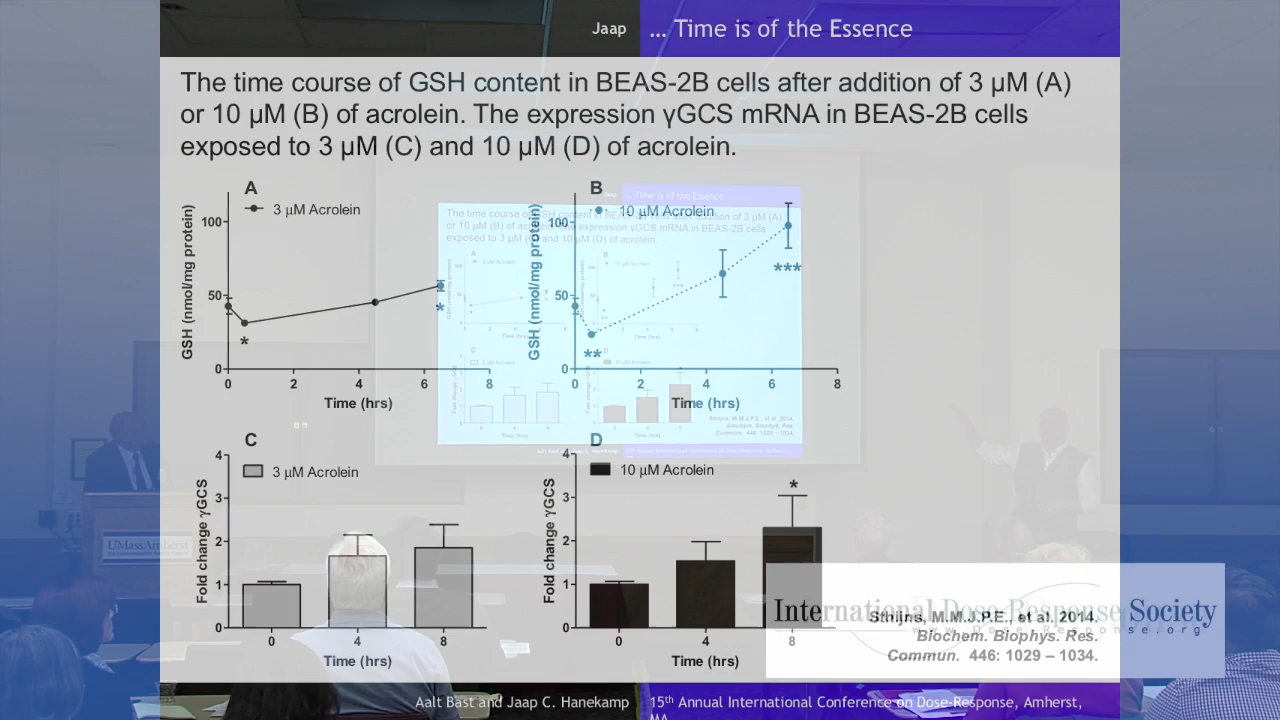 Jaap
... Time is of the Essence
The time course of GSH content in BEAS-2B cells after addition of 3 µM (A)
or 10 µM (B) of acrolein. The expression γGCS mRNA in BEAS-2B cells
exposed to 3 µM (C) and 10 µM (D) of acrolein.
A
3 µM Acrolein
GSH (nmol/mg protein)
100
50
0
0 2 4 6 8
Time (hrs)
*
*
B
10 µM Acrolein
GSH (nmol/mg protein)
100
50
0
0 2 4 6 8
Time (hrs)
**
***
C
3 µM Acrolein
Fold change γGCS
4
3
2
1
0
0 4 8
Time (hrs)
D
10 µM Acrolein
Fold change γGCS
4
3
2
1
0
0 4 8
Time (hrs)
*
UMassAmherst
International Dose-Response Society
www.Dose-Response.org
Sthijns, M.M.J.P.E., et al. 2014.
Biochem. Biophys. Res.
Commun. 446: 1029 – 1034.
Aalt Bast and Jaap C. Hanekamp
15th Annual International Conference on Dose-Response, Amherst,
MA